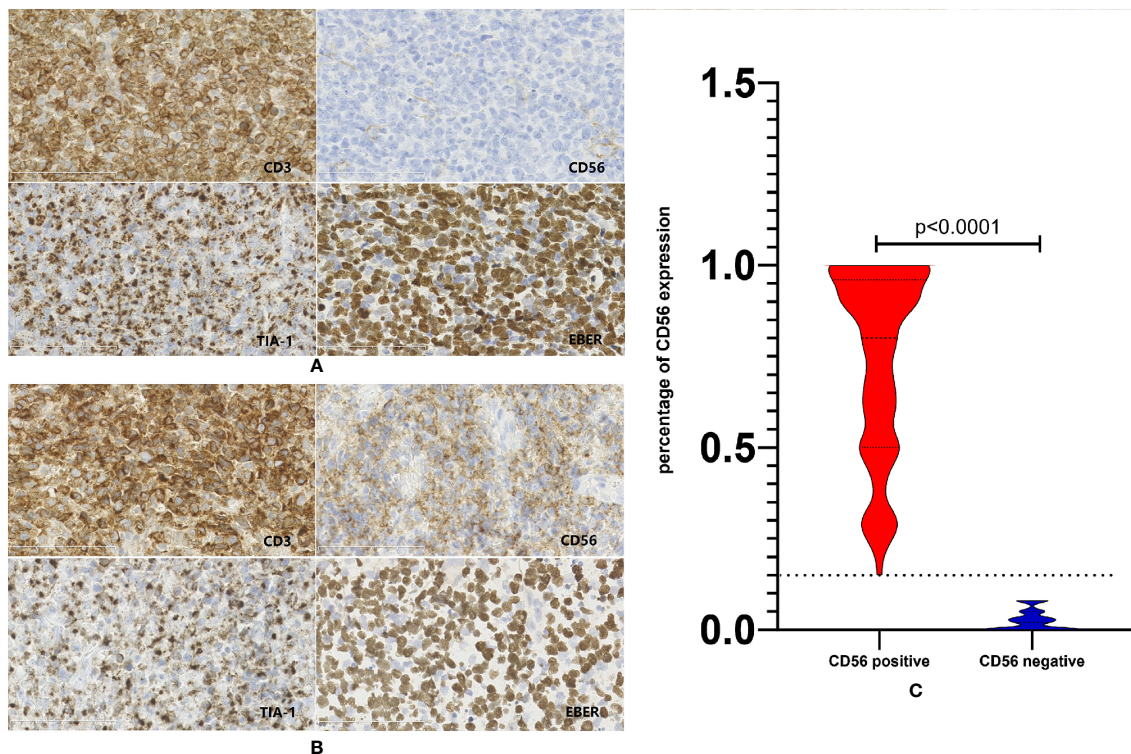 CD3
CD56
TIA-1
EBER
A
CD3
CD56
TIA-1
EBER
B
percentage of CD56 expression
1.5
1.0
0.5
0.0
p<0.0001
CD56 positive
CD56 negative
C